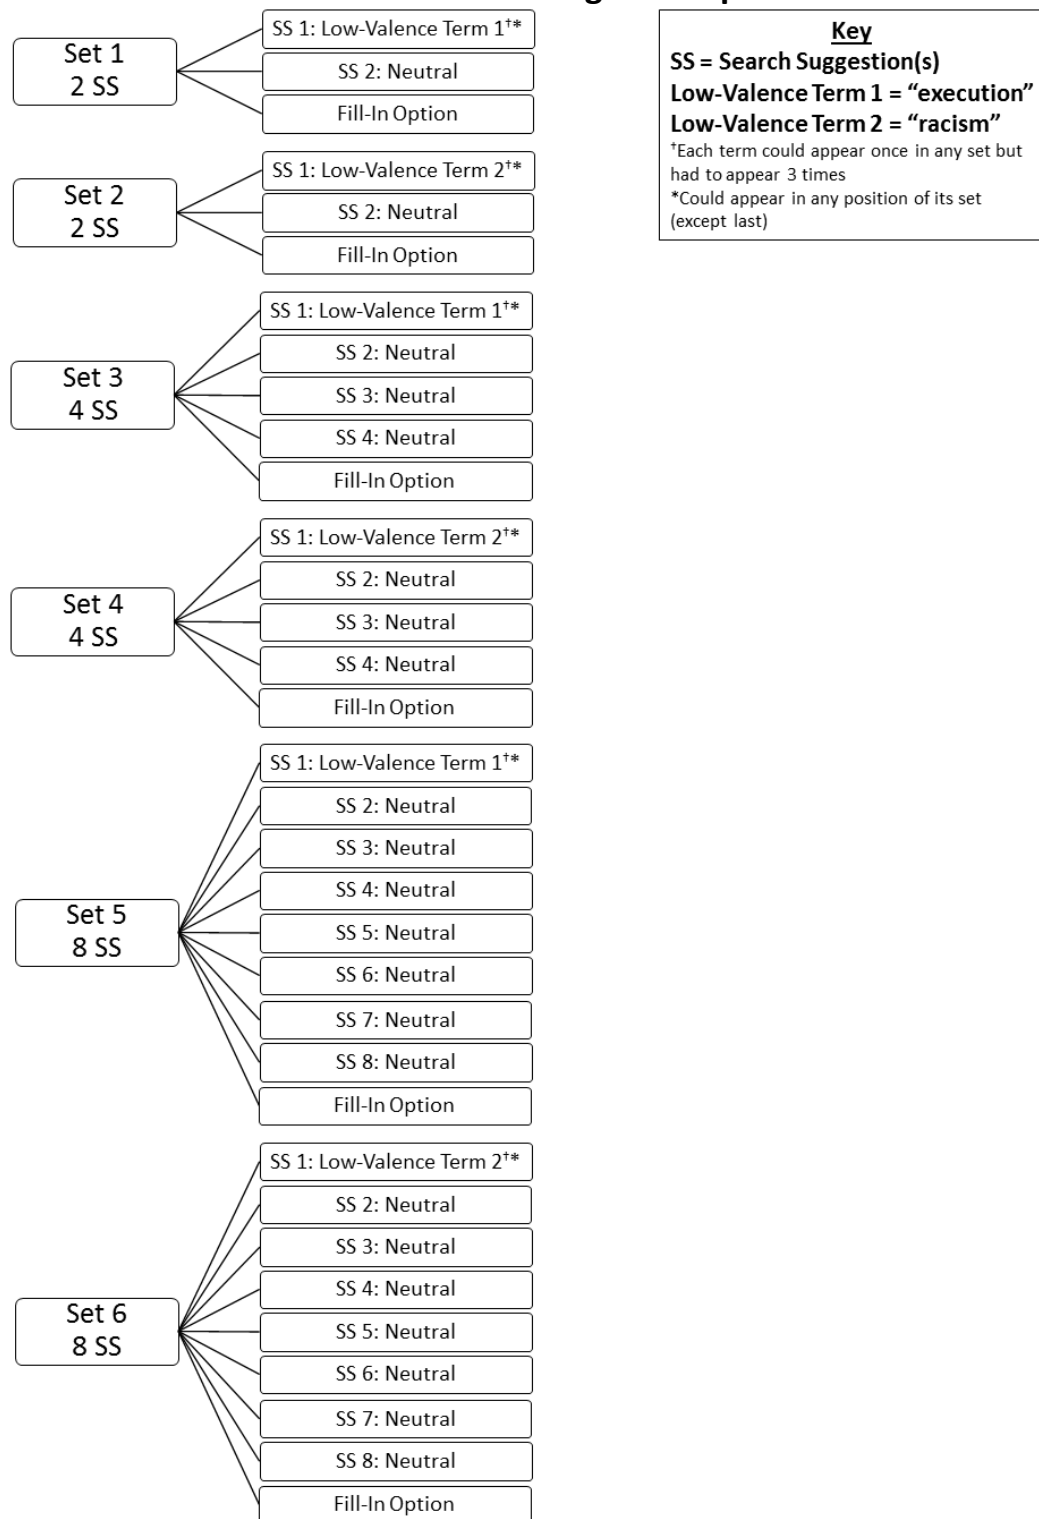 Set 1
2 SS
SS 1: Low-Valence Term 1†*
SS 2: Neutral
Fill-In Option
Set 2
2 SS
SS 1: Low-Valence Term 2†*
SS 2: Neutral
Fill-In Option
Set 3
4 SS
SS 1: Low-Valence Term 1†*
SS 2: Neutral
SS 3: Neutral
SS 4: Neutral
Fill-In Option
Set 4
4 SS
SS 1: Low-Valence Term 2†*
SS 2: Neutral
SS 3: Neutral
SS 4: Neutral
Fill-In Option
Set 5
8 SS
SS 1: Low-Valence Term 1†*
SS 2: Neutral
SS 3: Neutral
SS 4: Neutral
SS 5: Neutral
SS 6: Neutral
SS 7: Neutral
SS 8: Neutral
Fill-In Option
Set 6
8 SS
SS 1: Low-Valence Term 2†*
SS 2: Neutral
SS 3: Neutral
SS 4: Neutral
SS 5: Neutral
SS 6: Neutral
SS 7: Neutral
SS 8: Neutral
Fill-In Option
Key
SS = Search Suggestion(s)
Low-Valence Term 1 = “execution”
Low-Valence Term 2 = “racism”
†Each term could appear once in any set but
had to appear 3 times
*Could appear in any position of its set
(except last)